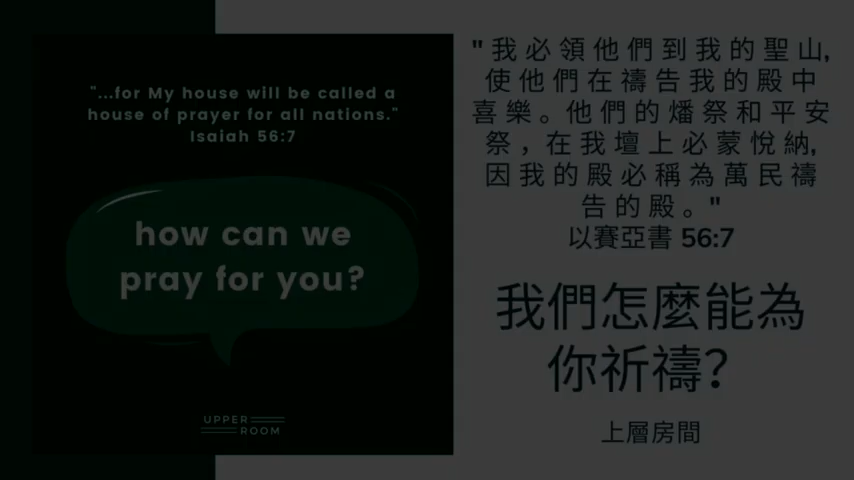 "...for My house will be called a
house of prayer for all nations."
Isaiah 56:7
how can we
pray for you?
UPPER
ROOM
"我必領他們到我的聖山,
使他們在禱告我的殿中
喜樂。他們的燔祭和平安
祭，在我壇上必蒙悅納,
因我的殿必稱為萬民禱
告的殿。"
以賽亞書 56:7
我們怎麼能為
你祈禱？
上層房間